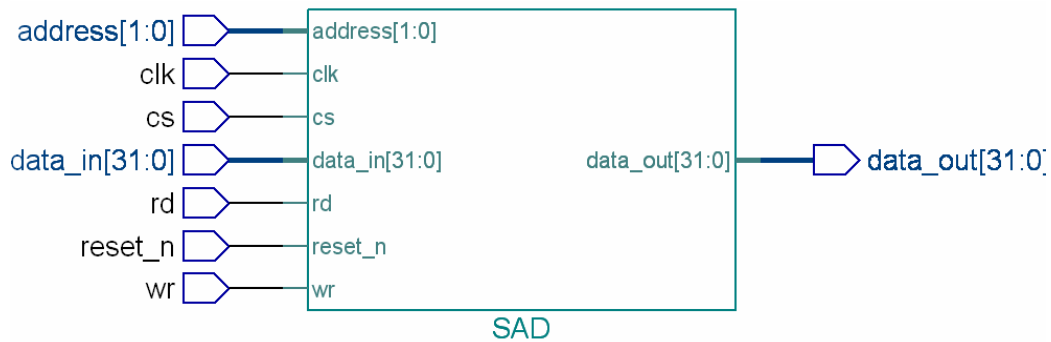 address[1:0] address[1:0]
clk clk
cs cs
data_in[31:0] data_in[31:0] data_out[31:0] data_out[31:0]
rd rd
reset_n reset_n
wr wr
SAD